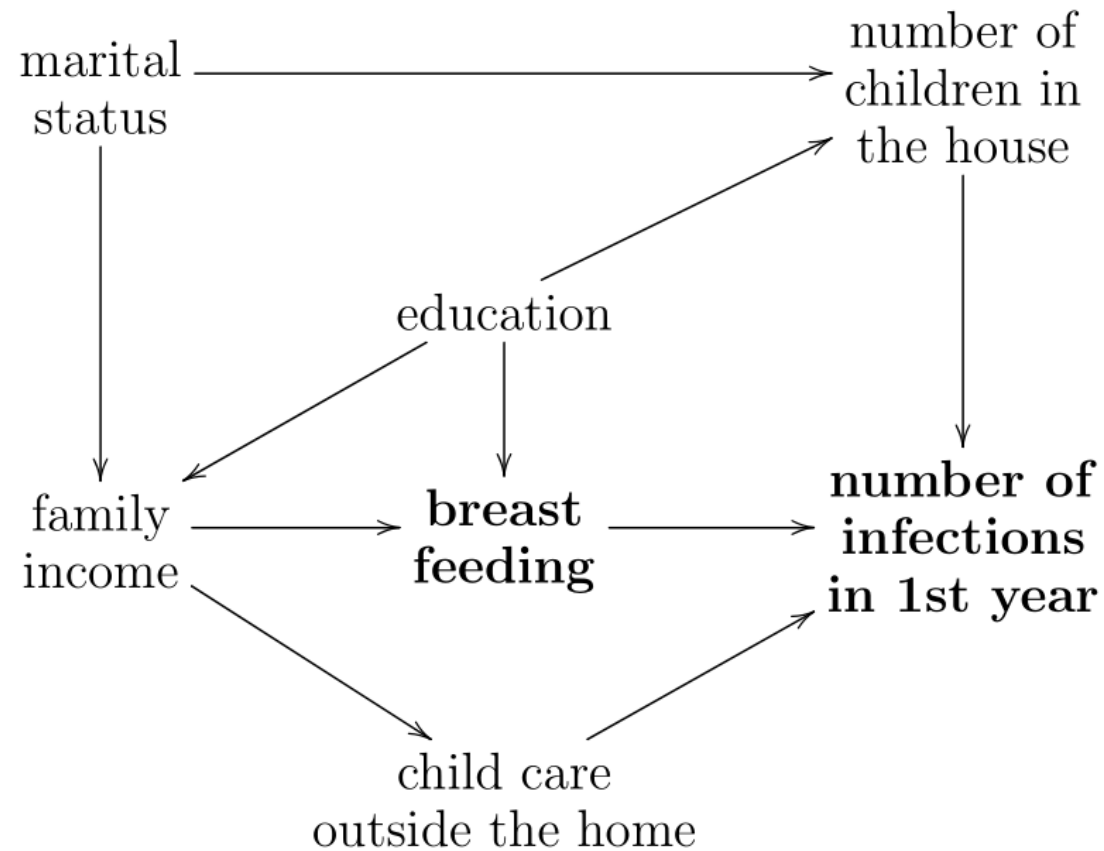 marital
status
number of
children in
the house
education
family
income
breast
feeding
number of
infections
in 1st year
child care
outside the home